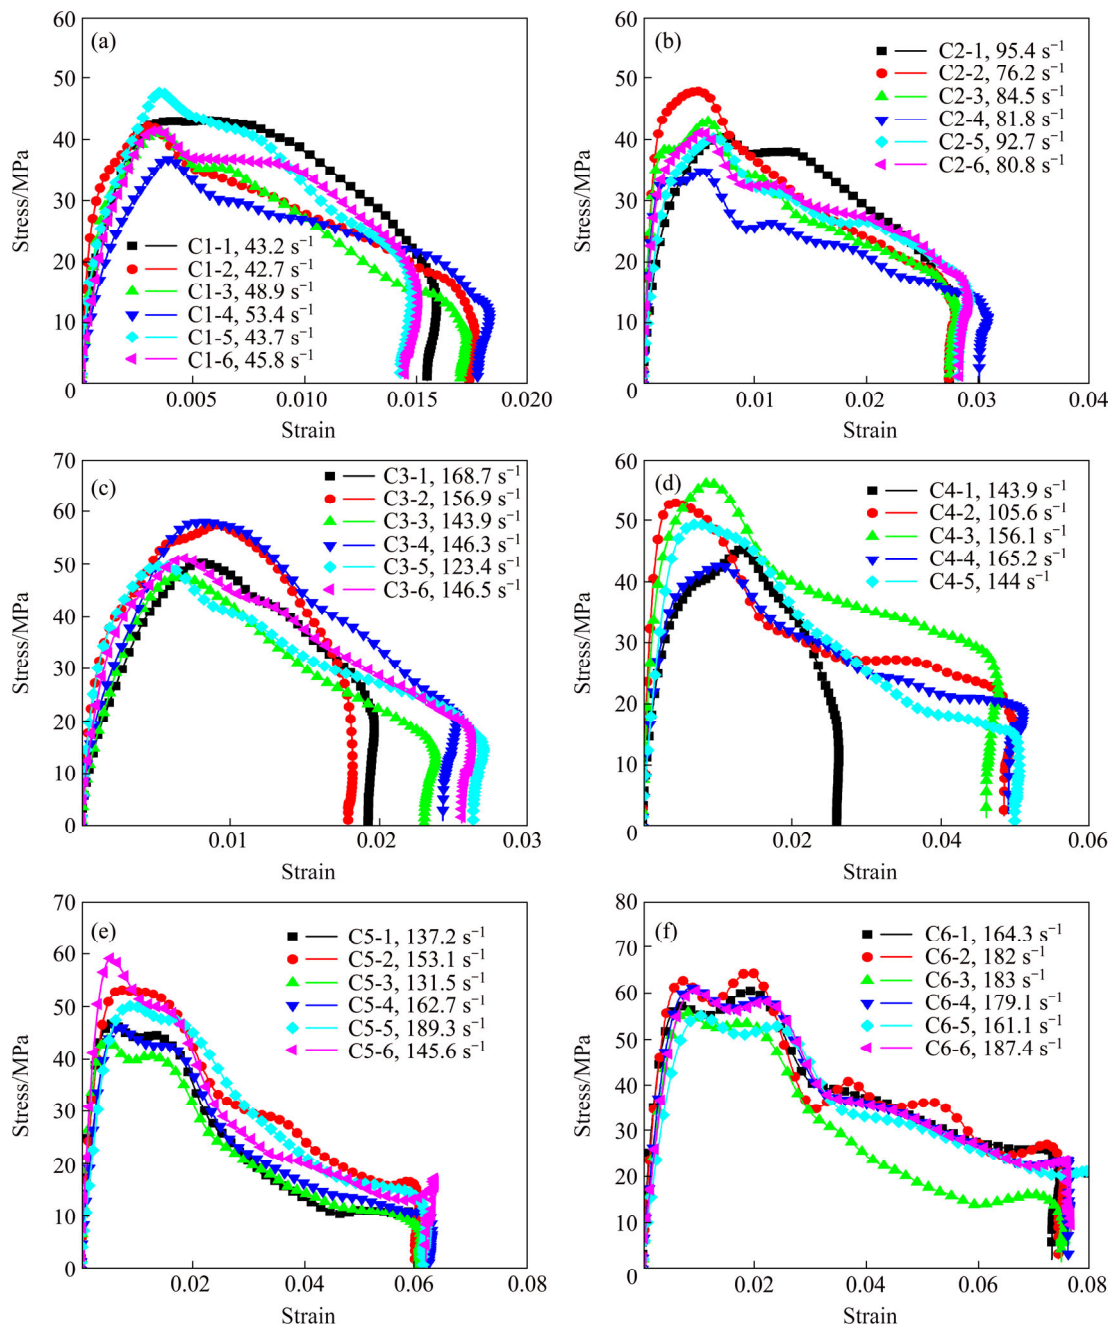 60
(a)
50
40
30
20
10
0
Stress/MPa
C1-1, 43.2 s⁻¹
C1-2, 42.7 s⁻¹
C1-3, 48.9 s⁻¹
C1-4, 53.4 s⁻¹
C1-5, 43.7 s⁻¹
C1-6, 45.8 s⁻¹
0.005 0.010 0.015 0.020
Strain
60
(b)
50
40
30
20
10
0
Stress/MPa
C2-1, 95.4 s⁻¹
C2-2, 76.2 s⁻¹
C2-3, 84.5 s⁻¹
C2-4, 81.8 s⁻¹
C2-5, 92.7 s⁻¹
C2-6, 80.8 s⁻¹
0.01 0.02 0.03 0.04
Strain
70
(c)
60
50
40
30
20
10
0
Stress/MPa
C3-1, 168.7 s⁻¹
C3-2, 156.9 s⁻¹
C3-3, 143.9 s⁻¹
C3-4, 146.3 s⁻¹
C3-5, 123.4 s⁻¹
C3-6, 146.5 s⁻¹
0.01 0.02 0.03
Strain
60
(d)
50
40
30
20
10
0
Stress/MPa
C4-1, 143.9 s⁻¹
C4-2, 105.6 s⁻¹
C4-3, 156.1 s⁻¹
C4-4, 165.2 s⁻¹
C4-5, 144 s⁻¹
0.02 0.04 0.06
Strain
70
(e)
60
50
40
30
20
10
0
Stress/MPa
C5-1, 137.2 s⁻¹
C5-2, 153.1 s⁻¹
C5-3, 131.5 s⁻¹
C5-4, 162.7 s⁻¹
C5-5, 189.3 s⁻¹
C5-6, 145.6 s⁻¹
0.02 0.04 0.06 0.08
Strain
80
(f)
70
60
50
40
30
20
10
0
Stress/MPa
C6-1, 164.3 s⁻¹
C6-2, 182 s⁻¹
C6-3, 183 s⁻¹
C6-4, 179.1 s⁻¹
C6-5, 161.1 s⁻¹
C6-6, 187.4 s⁻¹
0.02 0.04 0.06 0.08
Strain